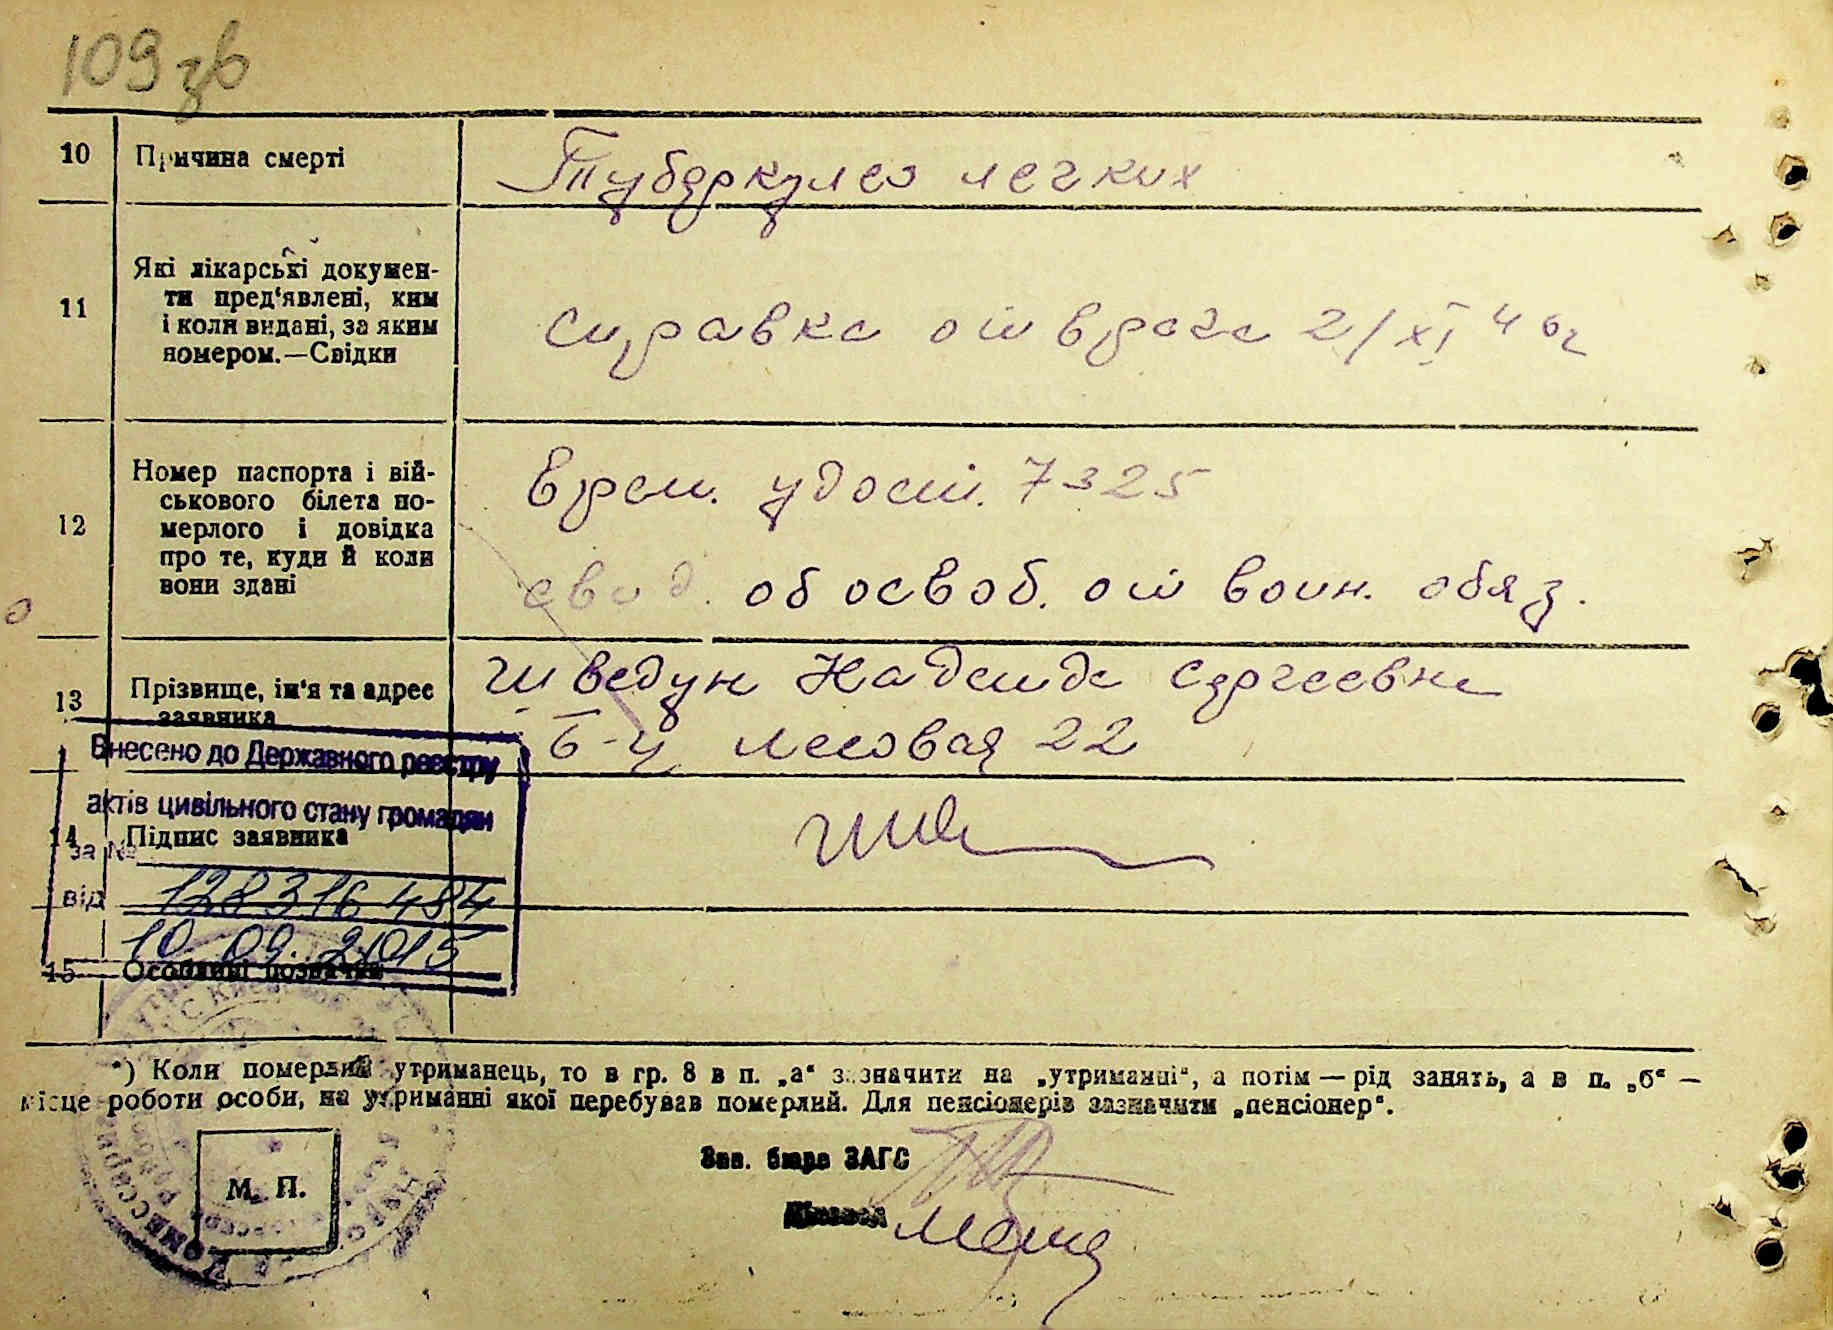 109 зв
10 Причина смерті Туберкулез легких
11 Які лікарські докумен-
ти пред'явлені, ким
і коли видані, за яким
номером.—Свідки
справка от врача 2/XI 46г
12 Номер паспорта і вій-
ськового білета по-
мерлого і довідка
про те, куди й коли
вони здані
Врем. удост. 7325
свид. об освоб. от воин. обяз.
13 Прізвище, ім'я та адрес
заявника
Шведун Надежда Сергеевна
Б-ч, лесовая 22
Внесено до Державного реєстру
актів цивільного стану громадян
14 Підпис заявника
за №
128316484
від
10.09.2015
15 Особливі позначки
*) Коли померлий утриманець, то в гр. 8 в п. „а“ зазначити на „утриманні“, а потім — рід занять, а в п. „б“ —
місце роботи особи, на утриманні якої перебував померлий. Для пенсіонерів зазначити „пенсіонер“.
Зав. бюро ЗАГС
М. П.